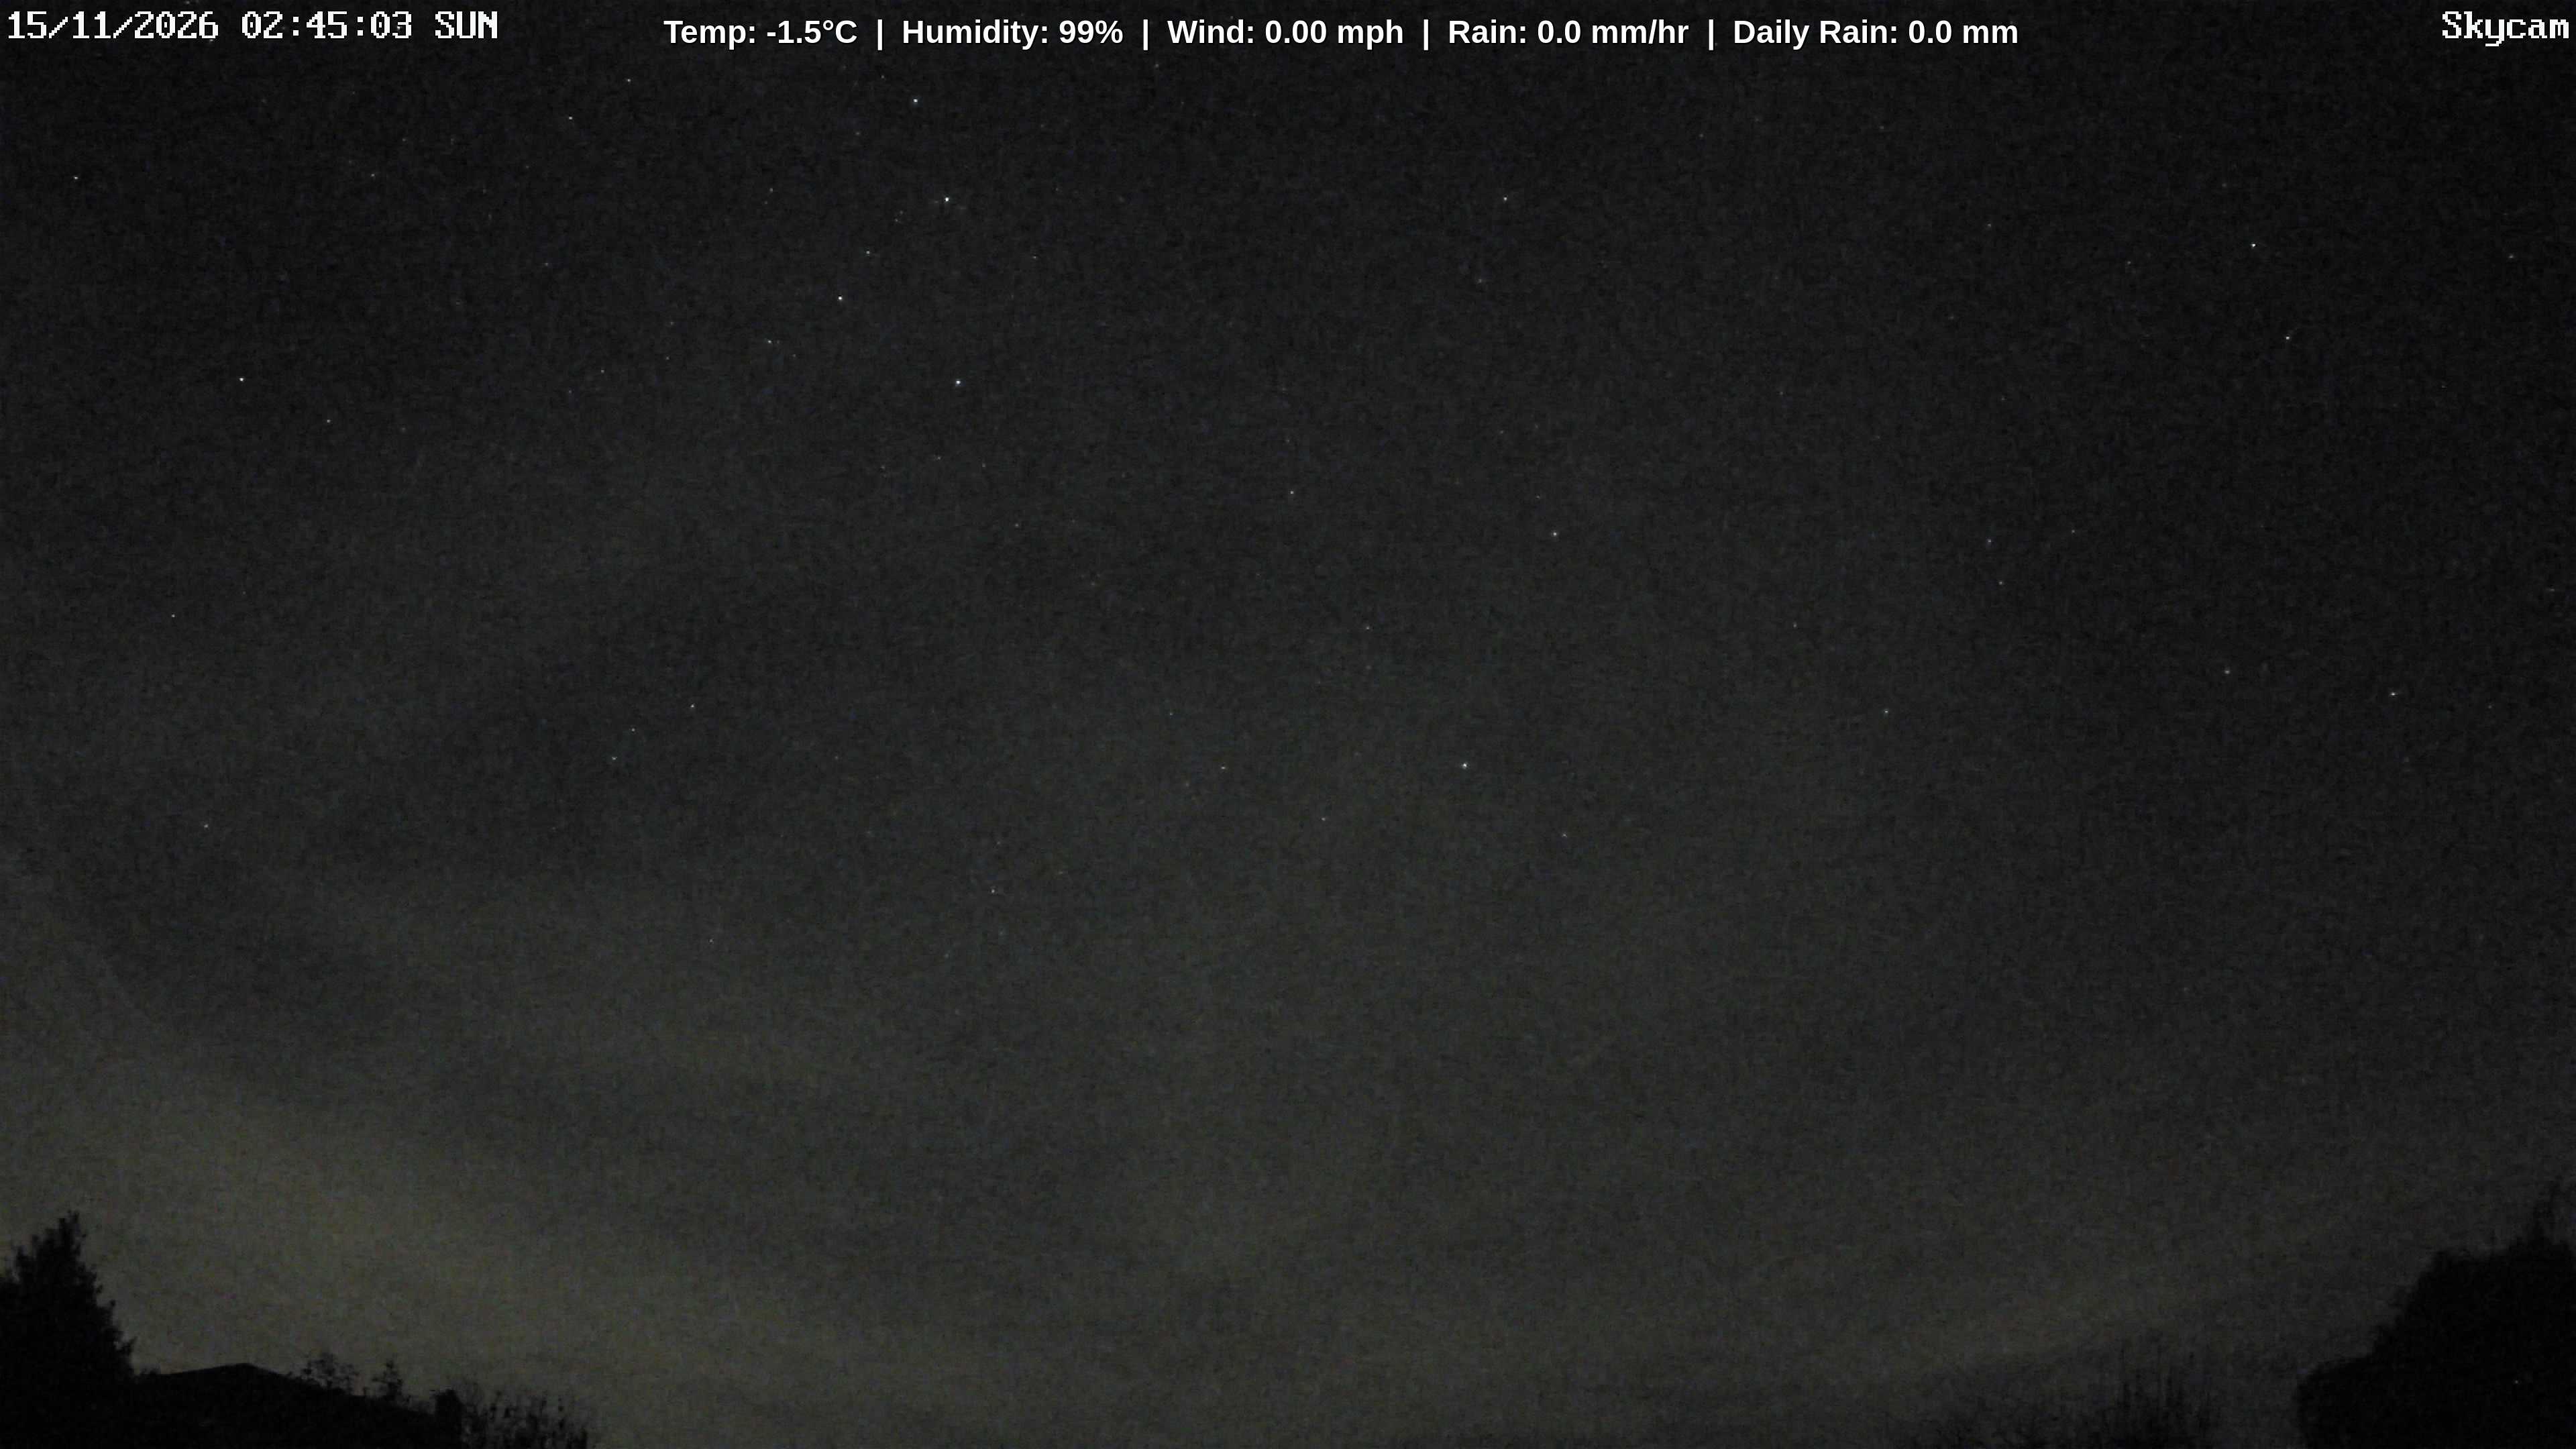 15/11/2026 02:45:03 SUN
Temp: -1.5°C | Humidity: 99% | Wind: 0.00 mph | Rain: 0.0 mm/hr | Daily Rain: 0.0 mm
Skycam